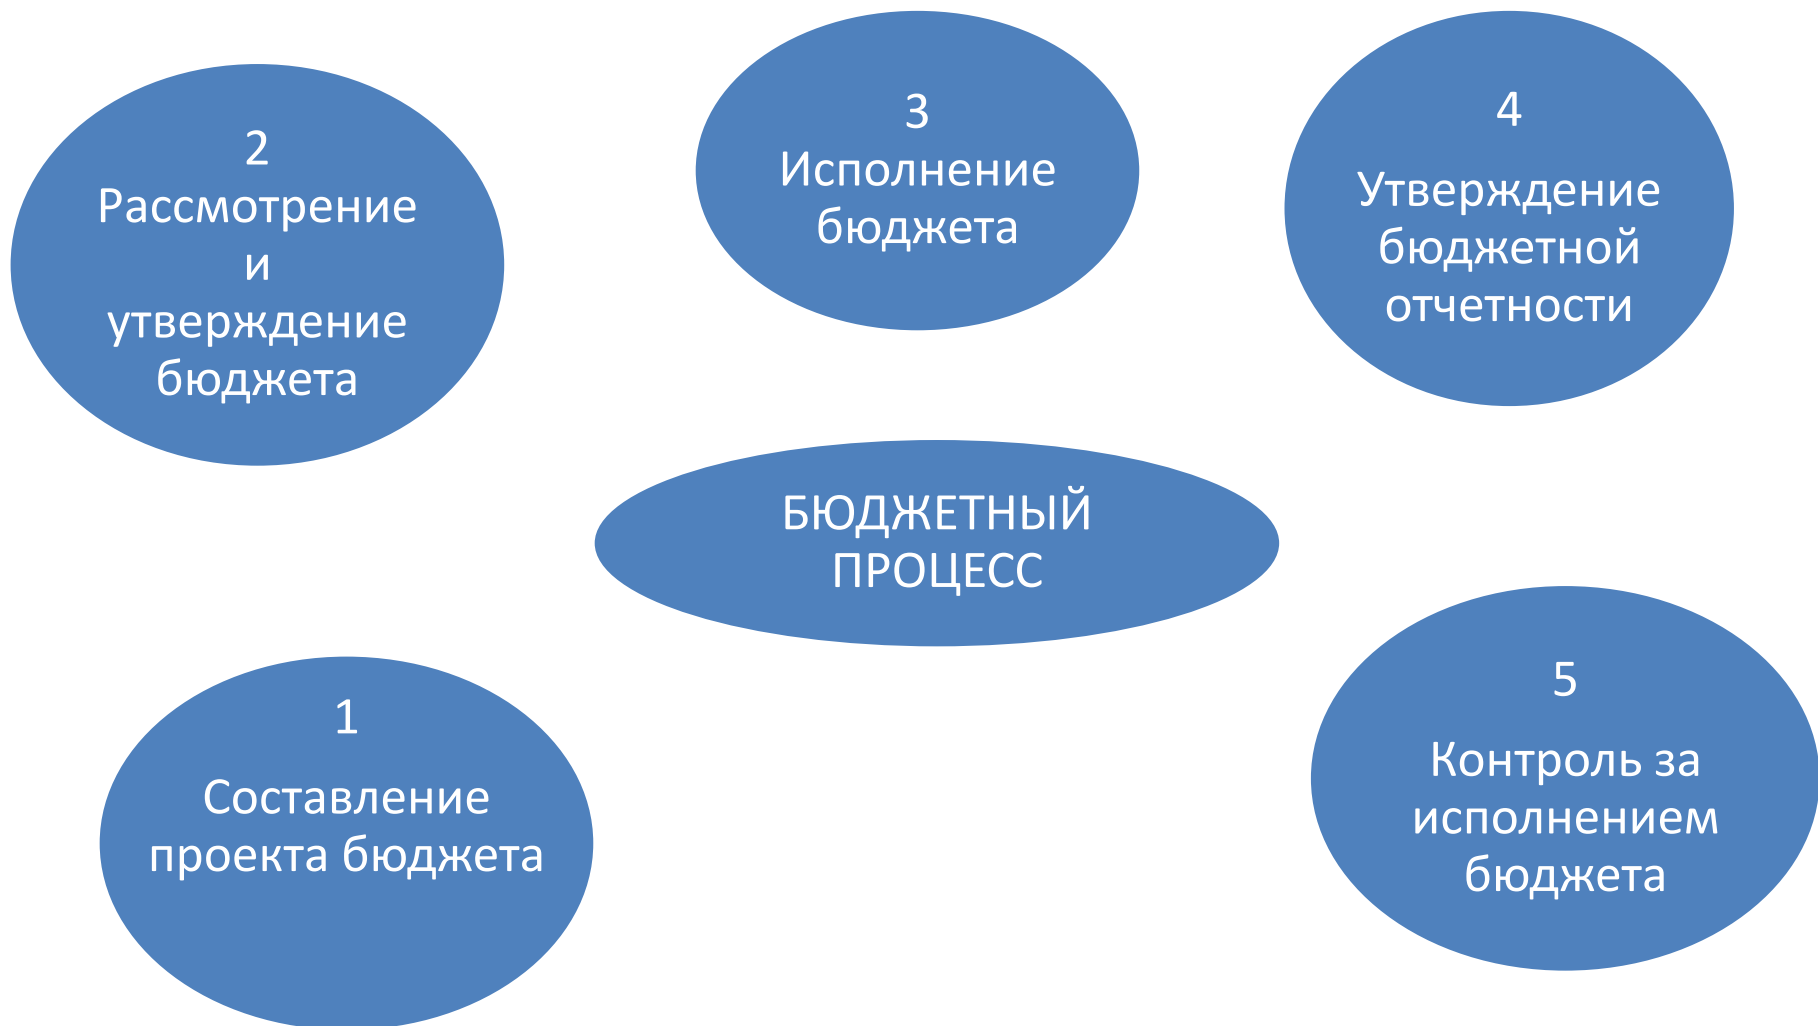 2
Рассмотрение
и
утверждение
бюджета
3
Исполнение
бюджета
4
Утверждение
бюджетной
отчетности
БЮДЖЕТНЫЙ
ПРОЦЕСС
1
Составление
проекта бюджета
5
Контроль за
исполнением
бюджета